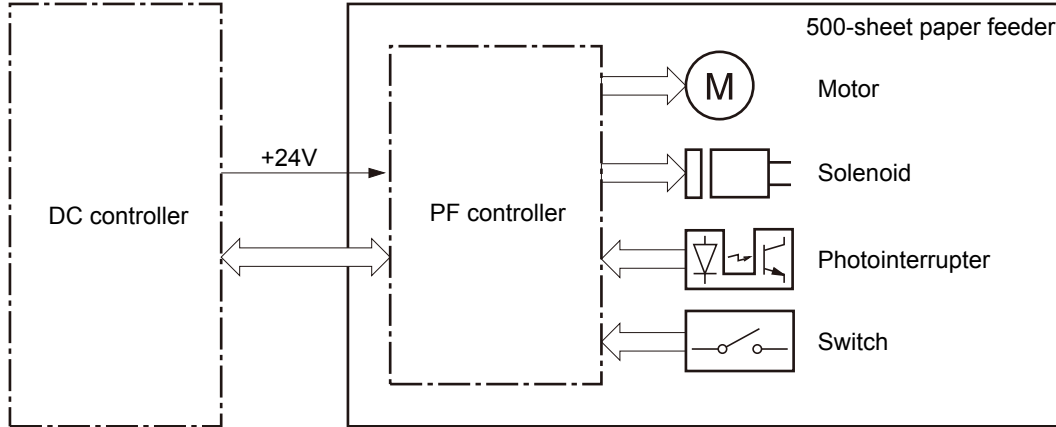 500-sheet paper feeder
M
Motor
+24V
Solenoid
DC controller
PF controller
Photointerrupter
Switch